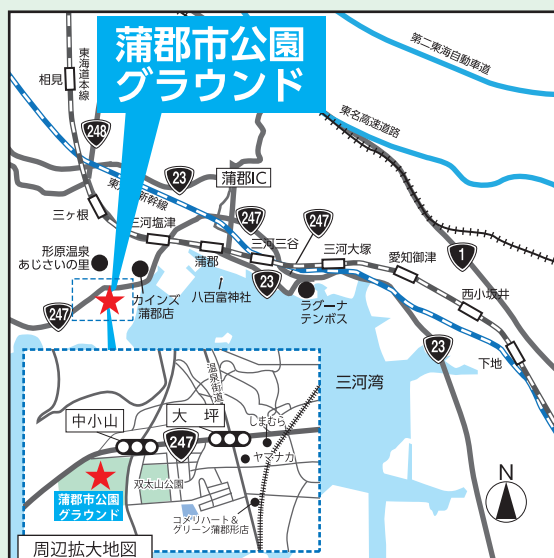 蒲郡市公園
グラウンド
第二東海自動車道
東名高速道路
東海道本線
相見
248
23
蒲郡IC
東海道新幹線
247
247
三ヶ根
三河塩津
蒲郡
三河三谷
三河大塚
愛知御津
1
形原温泉
あじさいの里
カインズ
蒲郡店
八百富神社
23
ラグーナ
テンボス
西小坂井
247
23
下地
三河湾
温泉街道
中小山
大坪
しまむら
247
ヤマナカ
双太山公園
蒲郡市公園
グラウンド
コメリハート&
グリーン蒲郡形店
周辺拡大地図
N